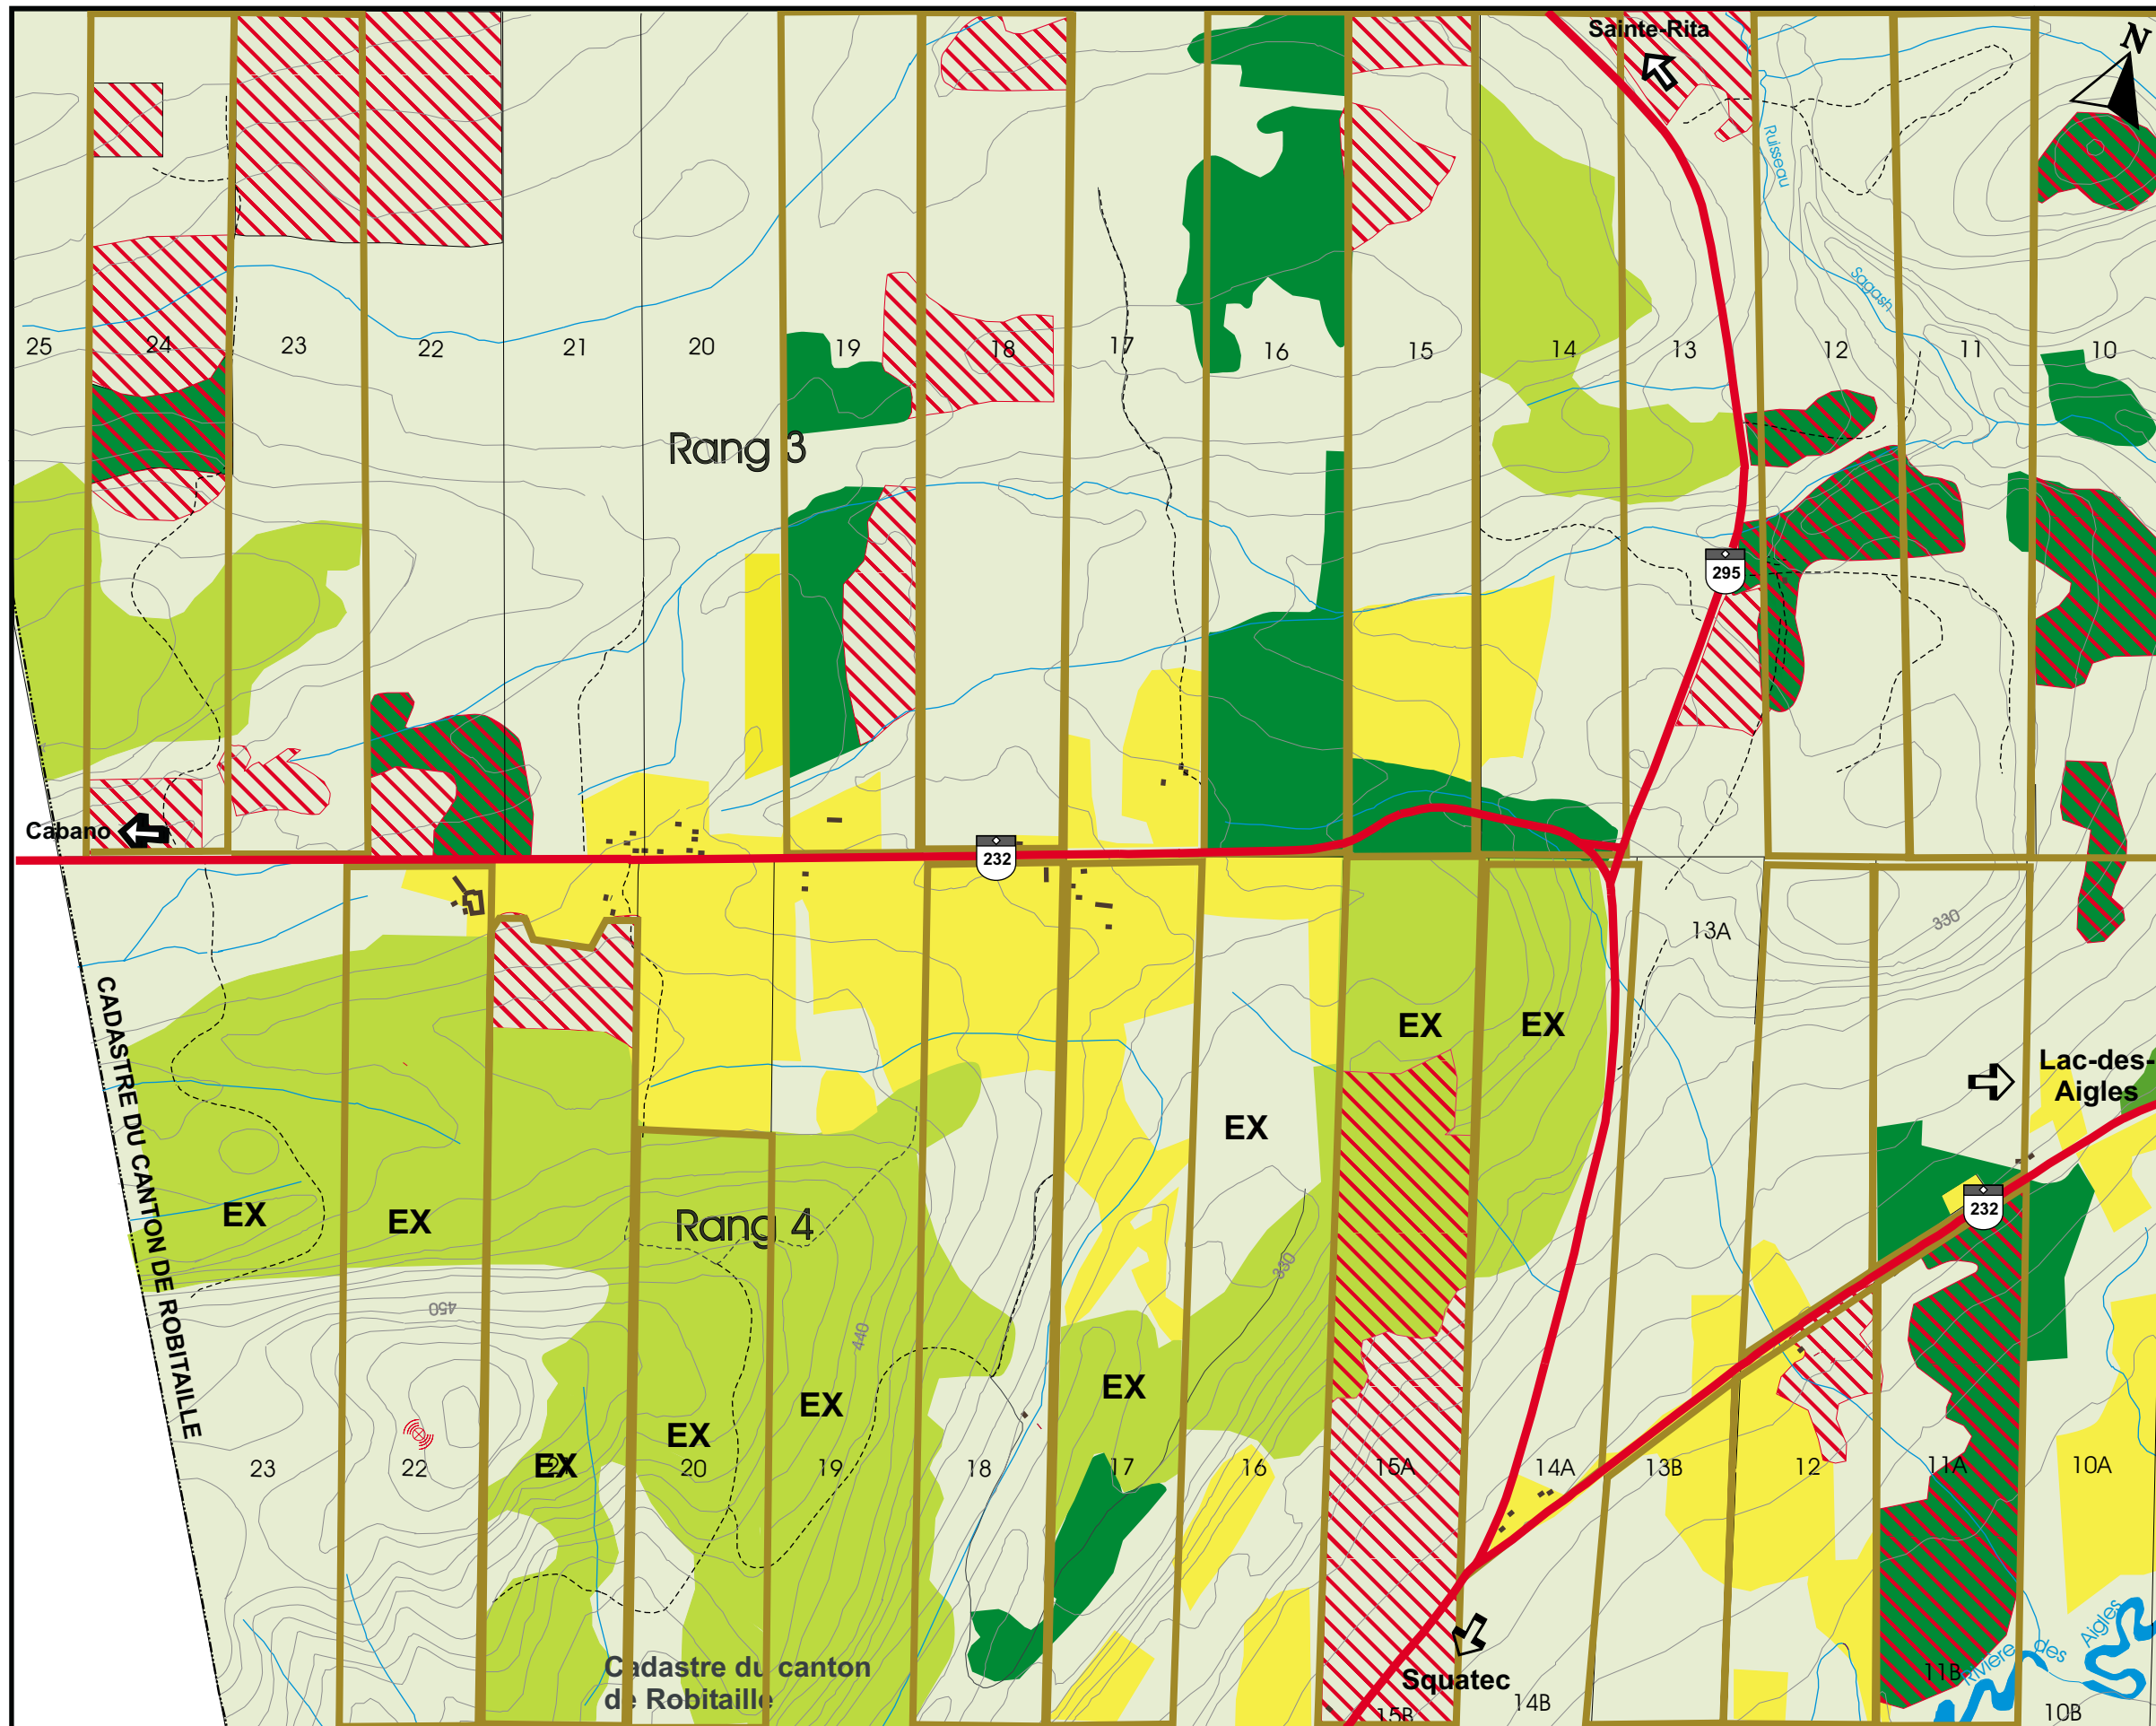 Sainte-Rita
N
Ruisseau
Sagash
25
24
23
22
21
20
19
18
17
16
15
14
13
12
11
10
Rang 3
295
Cabano
232
13A
330
CADASTRE DU CANTON DE ROBITAILLE
EX
EX
Lac-des-
Aigles
EX
EX
EX
Rang 4
232
330
450
440
EX
EX
EX
EX
23
22
20
19
18
17
16
15A
14A
13B
12
11A
10A
Cadastre du canton
de Robitaille
Squatec
15B
14B
11B
Rivière des Aigles
10B